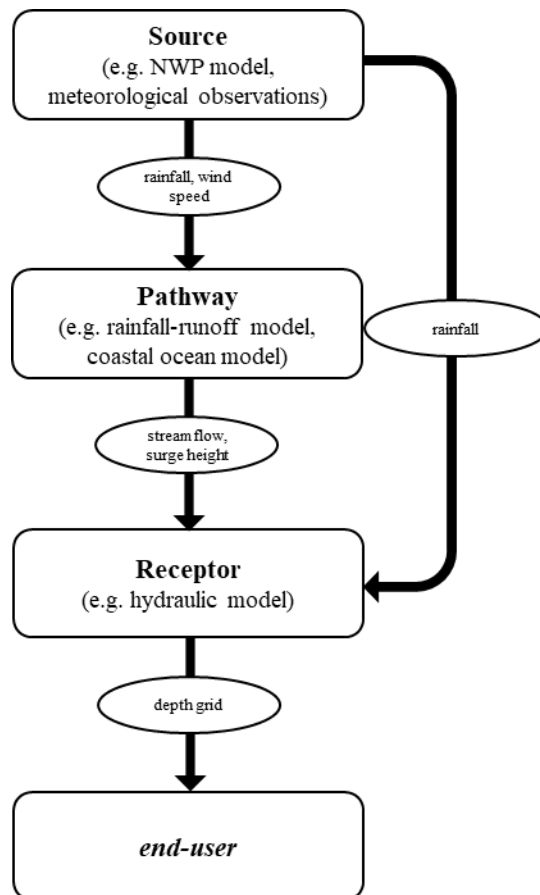 Source
(e.g. NWP model,
meteorological observations)
rainfall, wind
speed
Pathway
(e.g. rainfall-runoff model,
coastal ocean model)
rainfall
stream flow,
surge height
Receptor
(e.g. hydraulic model)
depth grid
end-user